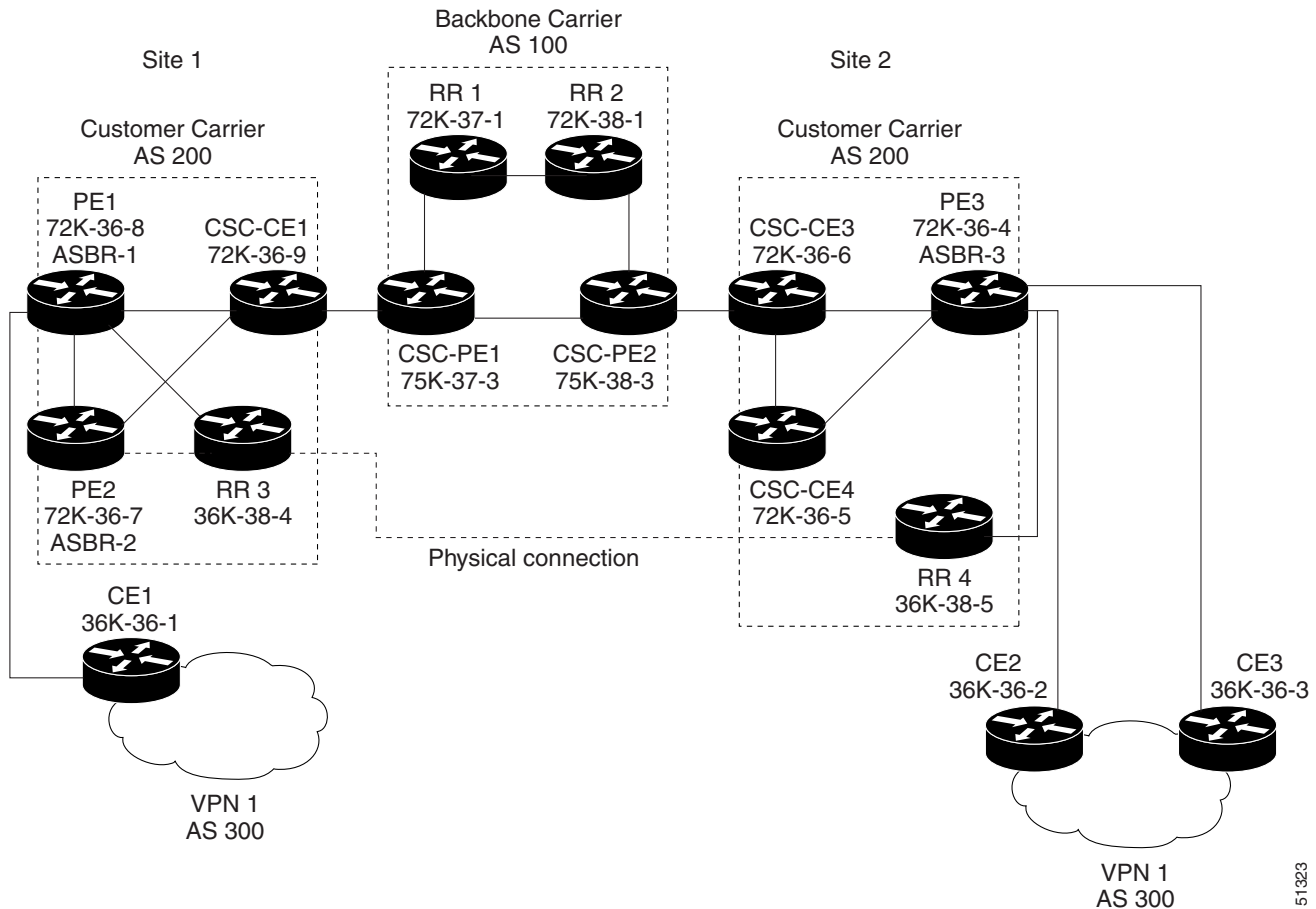 Backbone Carrier
AS 100
Site 1
Site 2
RR 1
72K-37-1
RR 2
72K-38-1
Customer Carrier
AS 200
Customer Carrier
AS 200
PE1
72K-36-8
ASBR-1
CSC-CE1
72K-36-9
CSC-CE3
72K-36-6
PE3
72K-36-4
ASBR-3
CSC-PE1
75K-37-3
CSC-PE2
75K-38-3
PE2
72K-36-7
ASBR-2
RR 3
36K-38-4
CSC-CE4
72K-36-5
Physical connection
RR 4
36K-38-5
CE1
36K-36-1
CE2
36K-36-2
CE3
36K-36-3
VPN 1
AS 300
VPN 1
AS 300
51323